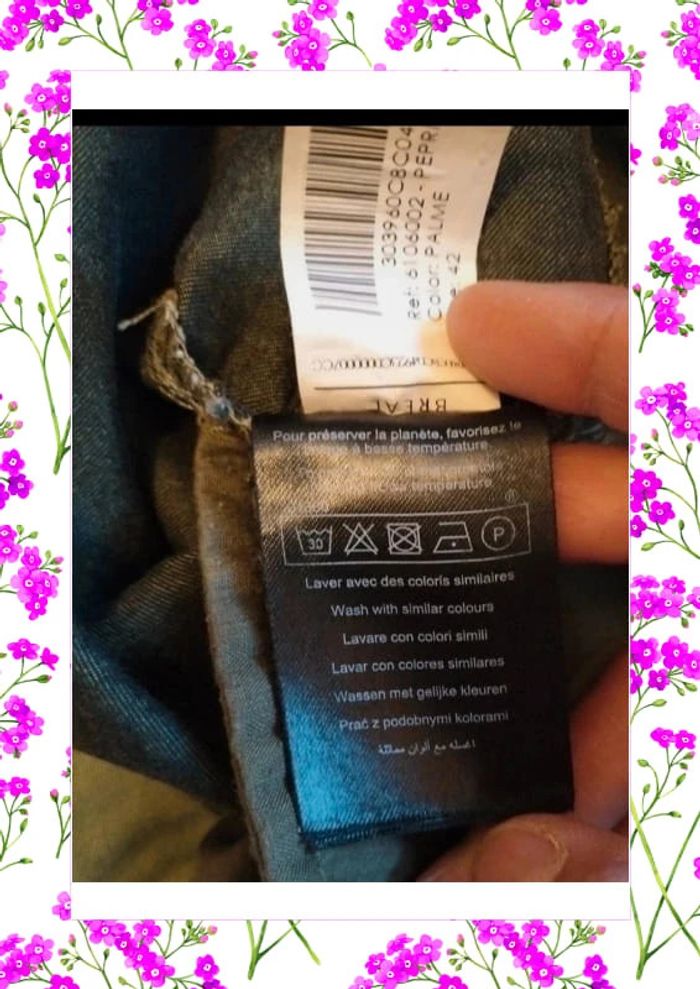 303960C8C04
Ref: 6106002 - PEPR
Color: PALME
e: 42
BREAL
Pour préserver la planète, favorisez le
à basse température.
température.
30
P
Laver avec des coloris similaires
Wash with similar colours
Lavare con colori simili
Lavar con colores similares
Wassen met gelijke kleuren
Prać z podobnymi kolorami
اغسله مع ألوان مماثلة